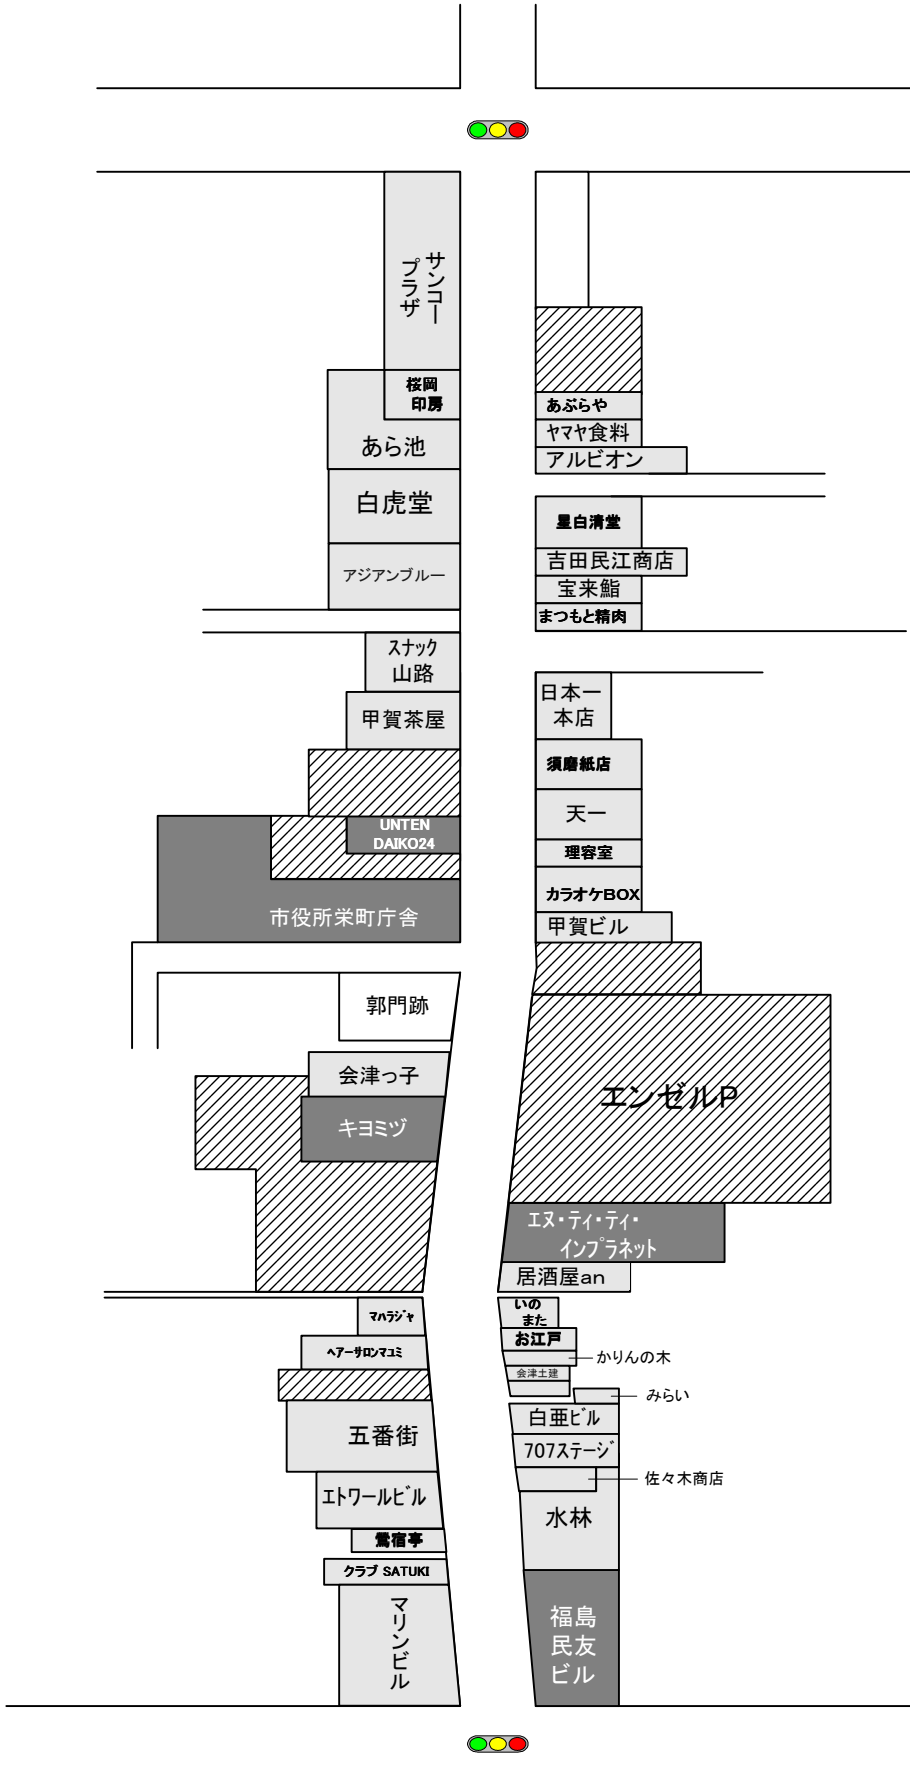 サンコー
プラザ
桜岡
印房
あら池
白虎堂
アジアンブルー
スナック
山路
甲賀茶屋
UNTEN
DAIKO24
市役所栄町庁舎
郭門跡
会津っ子
キヨミヅ
マハラジャ
ヘアーサロンマユミ
五番街
エトワールビル
鶯宿亭
クラブ SATUKI
マリンビル
あぶらや
ヤマヤ食料
アルビオン
星白清堂
吉田民江商店
宝来鮨
まつもと精肉
日本一
本店
須磨紙店
天一
理容室
カラオケBOX
甲賀ビル
エンゼルP
エヌ・ティ・ティ・
インプラネット
居酒屋an
いの
また
お江戸
かりんの木
会津土建
みらい
白亜ビル
707ステージ
佐々木商店
水林
福島
民友
ビル